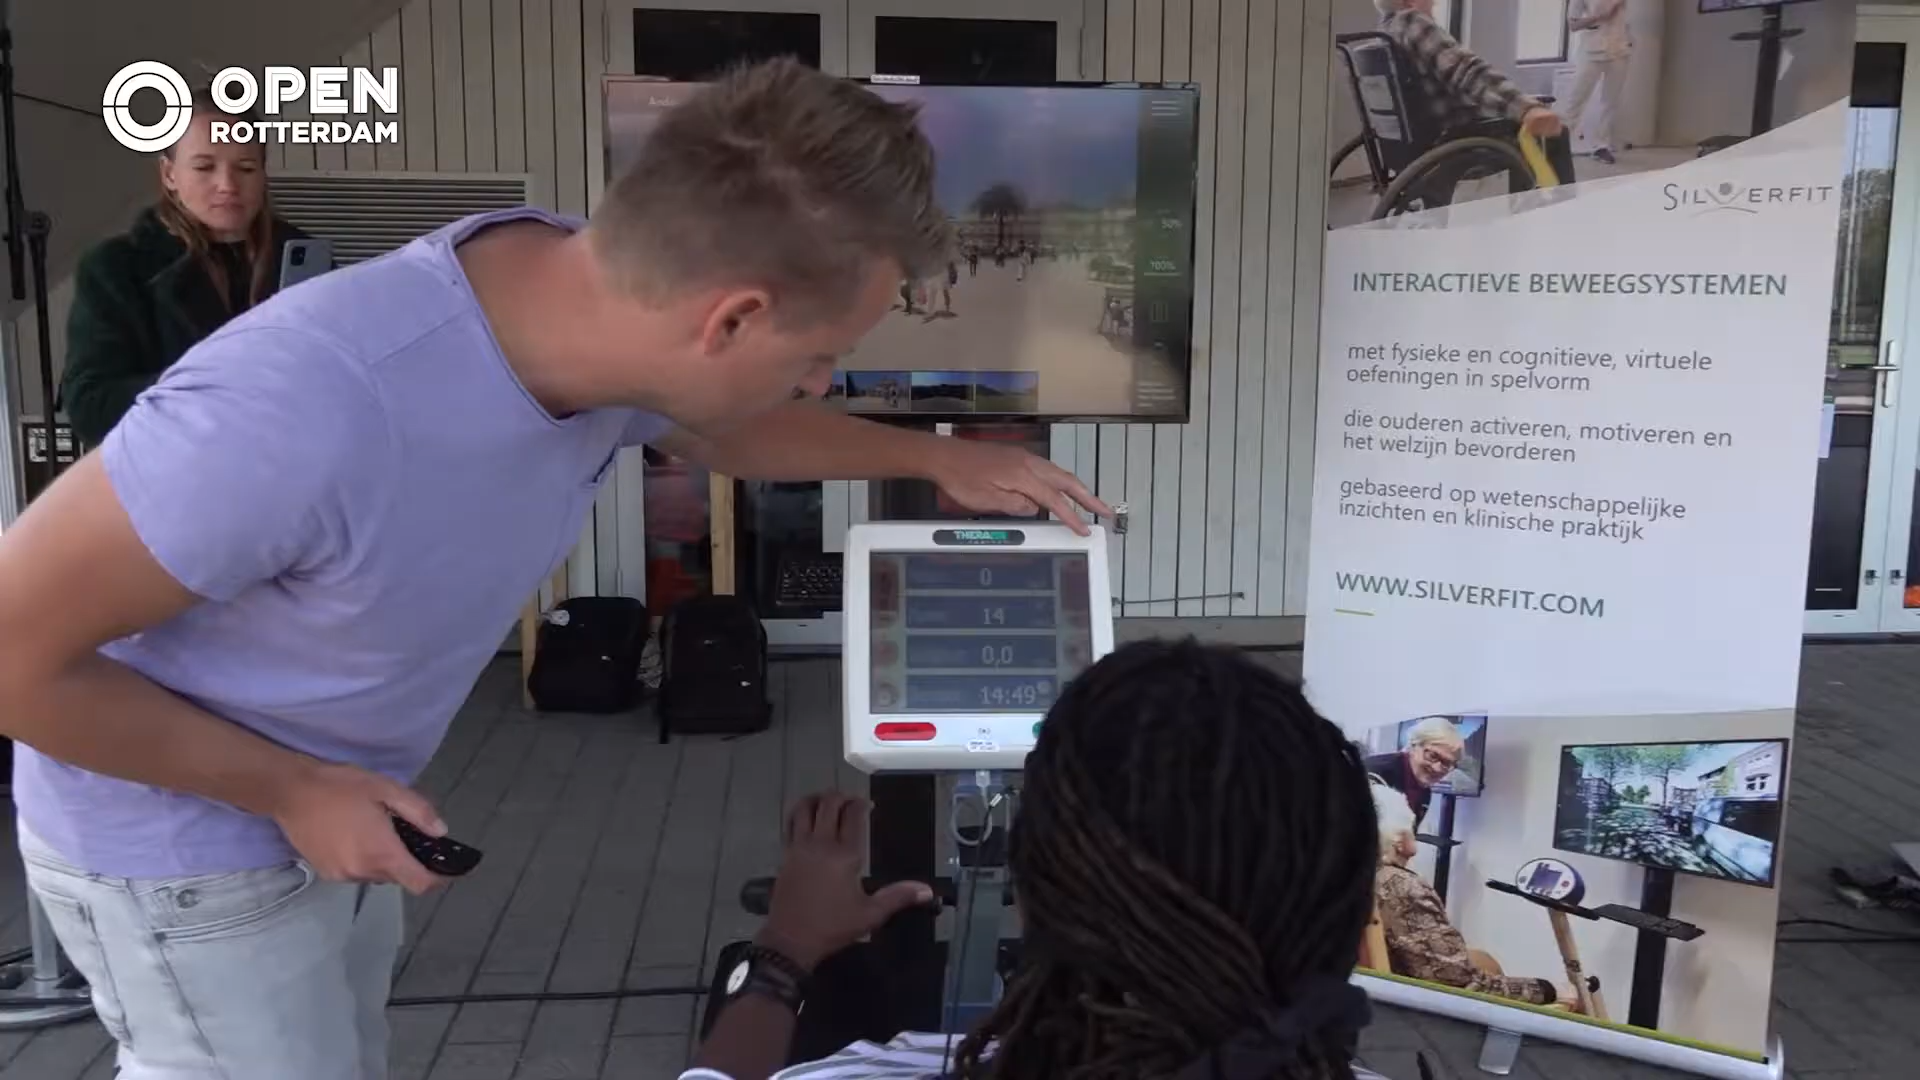 OPEN
ROTTERDAM
50%
100%
SILVERFIT
INTERACTIEVE BEWEEGSYSTEMEN
met fysieke en cognitieve, virtuele
oefeningen in spelvorm
die ouderen activeren, motiveren en
het welzijn bevorderen
gebaseerd op wetenschappelijke
inzichten en klinische praktijk
WWW.SILVERFIT.COM
THERA
0
14
0,0
14:49